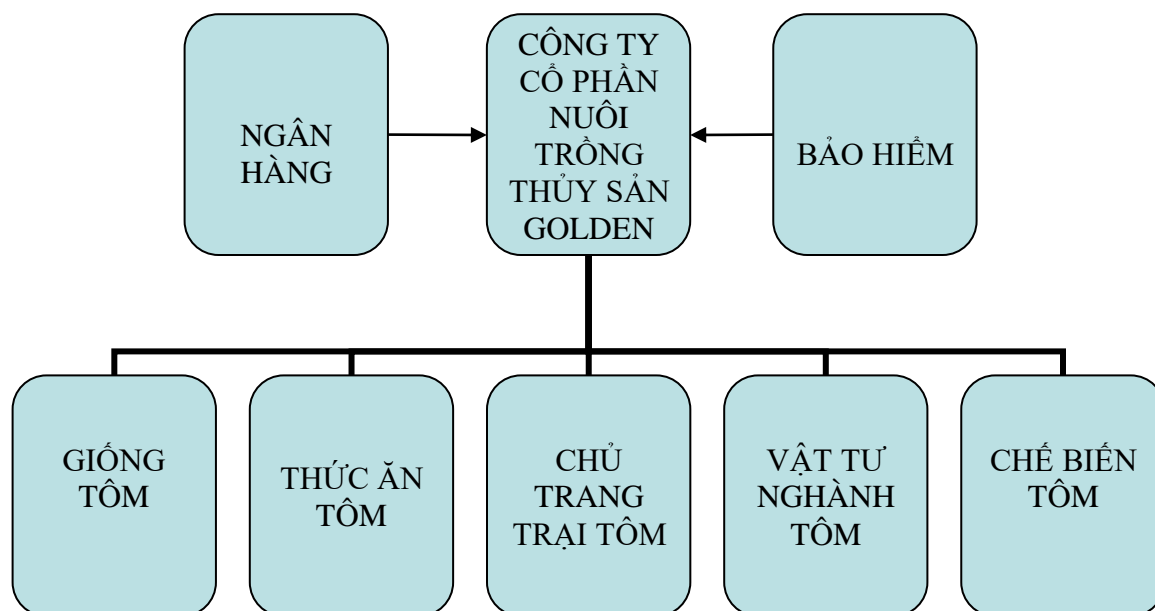 NGÂN
HÀNG
CÔNG TY
CỔ PHẦN
NUÔI
TRỒNG
THỦY SẢN
GOLDEN
BẢO HIỂM
GIỐNG
TÔM
THỨC ĂN
TÔM
CHỦ
TRANG
TRẠI TÔM
VẬT TƯ
NGHÀNH
TÔM
CHẾ BIẾN
TÔM